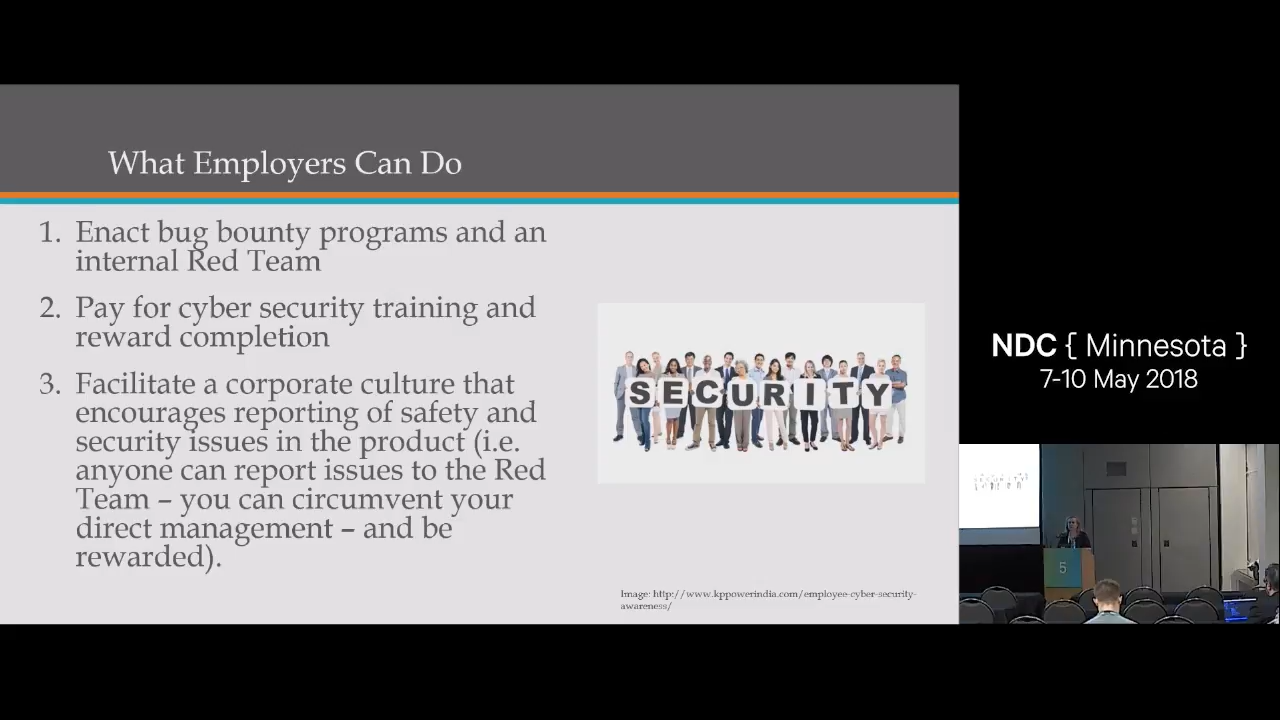 What Employers Can Do
1. Enact bug bounty programs and an
internal Red Team
2. Pay for cyber security training and
reward completion
3. Facilitate a corporate culture that
encourages reporting of safety and
security issues in the product (i.e.
anyone can report issues to the Red
Team – you can circumvent your
direct management – and be
rewarded).
SECURITY
Image: http://www.kppowerindia.com/employee-cyber-security-
awareness/
NDC { Minnesota }
7-10 May 2018
SECURITY
5